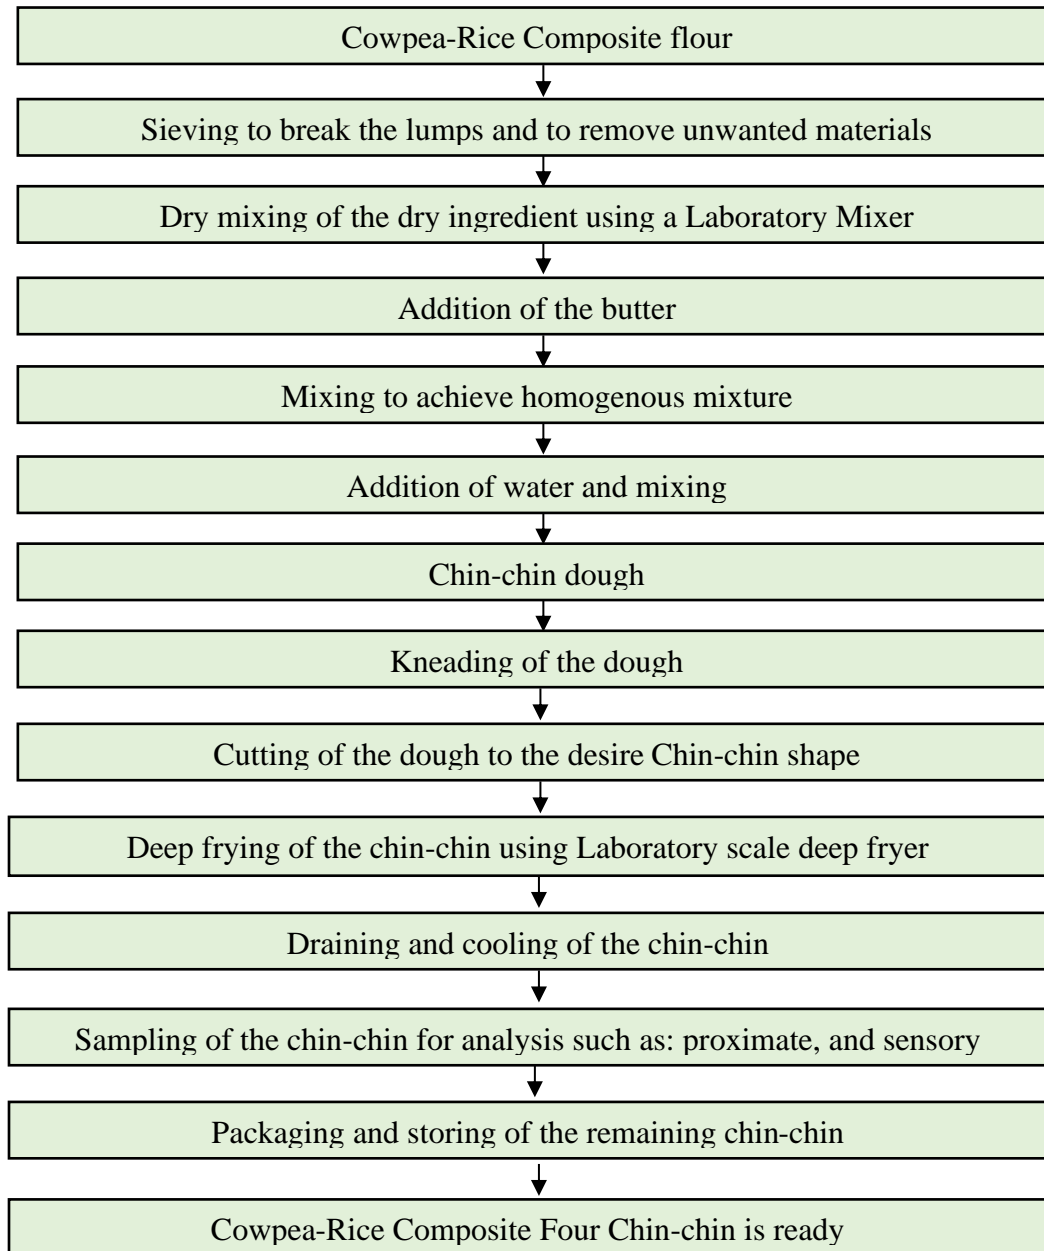 Cowpea-Rice Composite flour
Sieving to break the lumps and to remove unwanted materials
Dry mixing of the dry ingredient using a Laboratory Mixer
Addition of the butter
Mixing to achieve homogenous mixture
Addition of water and mixing
Chin-chin dough
Kneading of the dough
Cutting of the dough to the desire Chin-chin shape
Deep frying of the chin-chin using Laboratory scale deep fryer
Draining and cooling of the chin-chin
Sampling of the chin-chin for analysis such as: proximate, and sensory
Packaging and storing of the remaining chin-chin
Cowpea-Rice Composite Four Chin-chin is ready